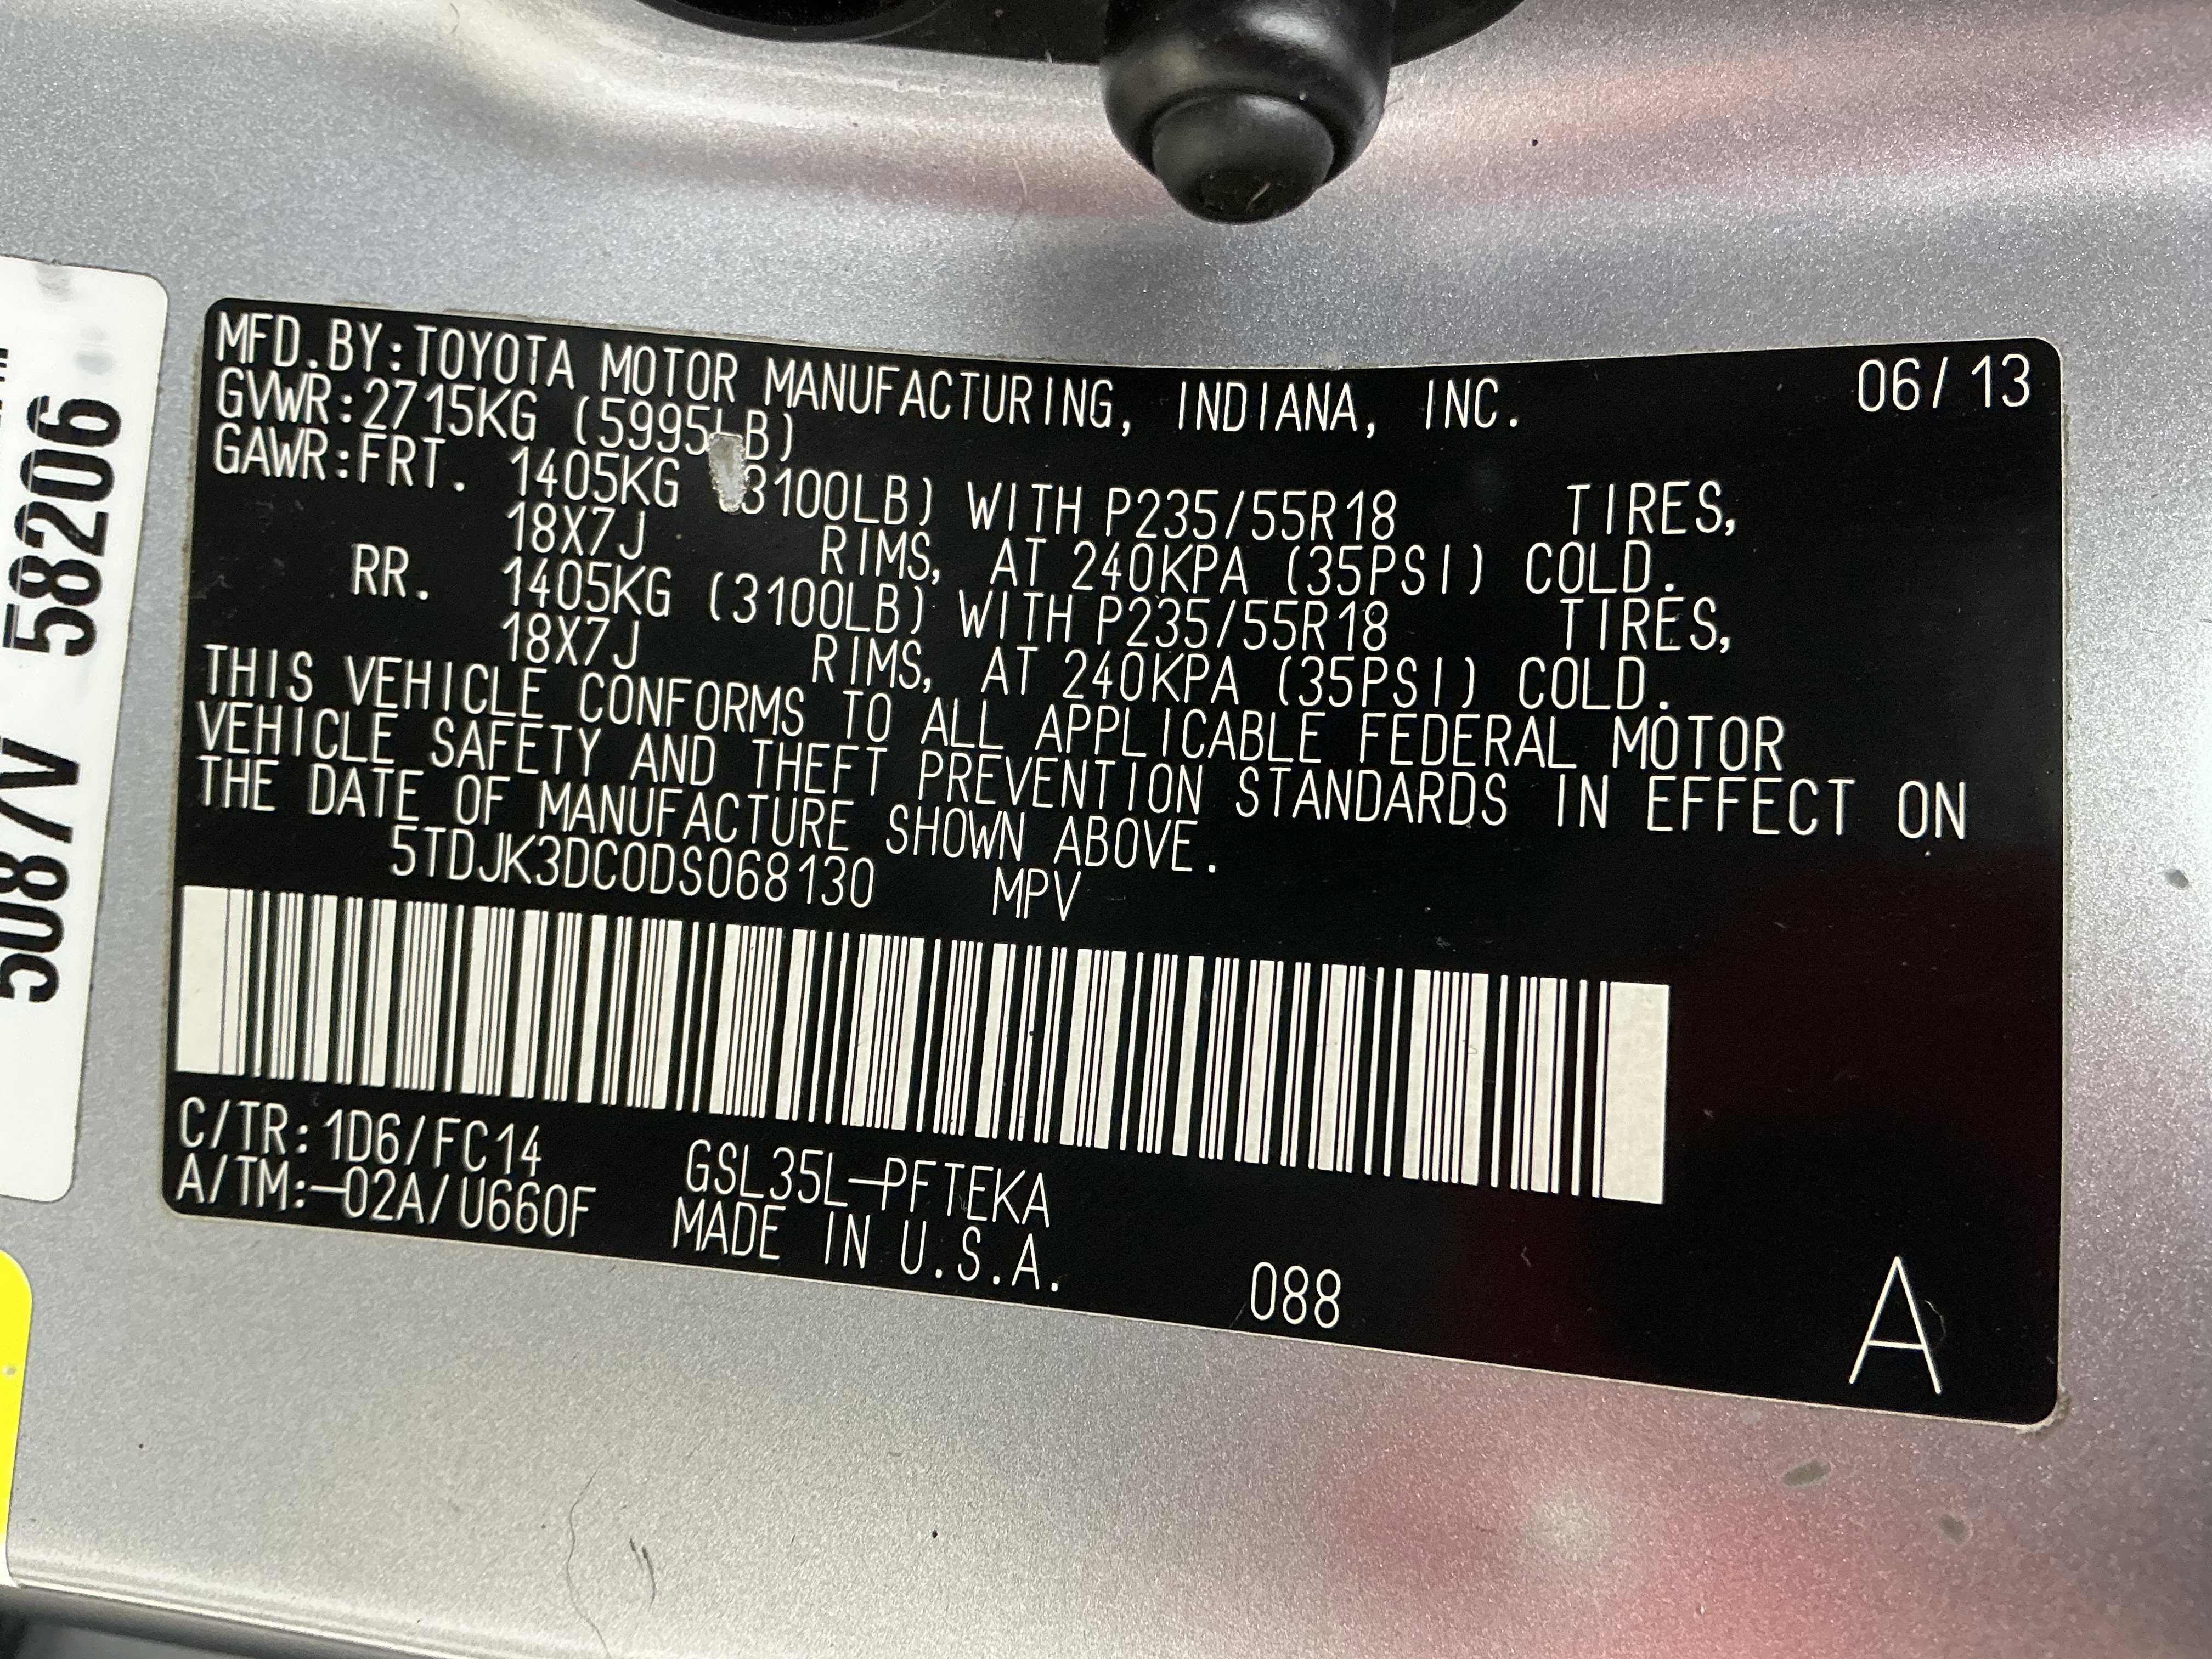 MFD.BY:TOYOTA MOTOR MANUFACTURING, INDIANA, INC. 06/13
GVWR:2715KG (5995LB)
GAWR:FRT. 1405KG (3100LB) WITH P235/55R18 TIRES,
18X7J RIMS, AT 240KPA (35PSI) COLD.
RR. 1405KG (3100LB) WITH P235/55R18 TIRES,
18X7J RIMS, AT 240KPA (35PSI) COLD.
THIS VEHICLE CONFORMS TO ALL APPLICABLE FEDERAL MOTOR
VEHICLE SAFETY AND THEFT PREVENTION STANDARDS IN EFFECT ON
THE DATE OF MANUFACTURE SHOWN ABOVE.
5TDJK3DC0DS068130 MPV
C/TR:1D6/FC14 GSL35L-PFTEKA
A/TM:-02A/U660F MADE IN U.S.A.
088
A
5087V 58206